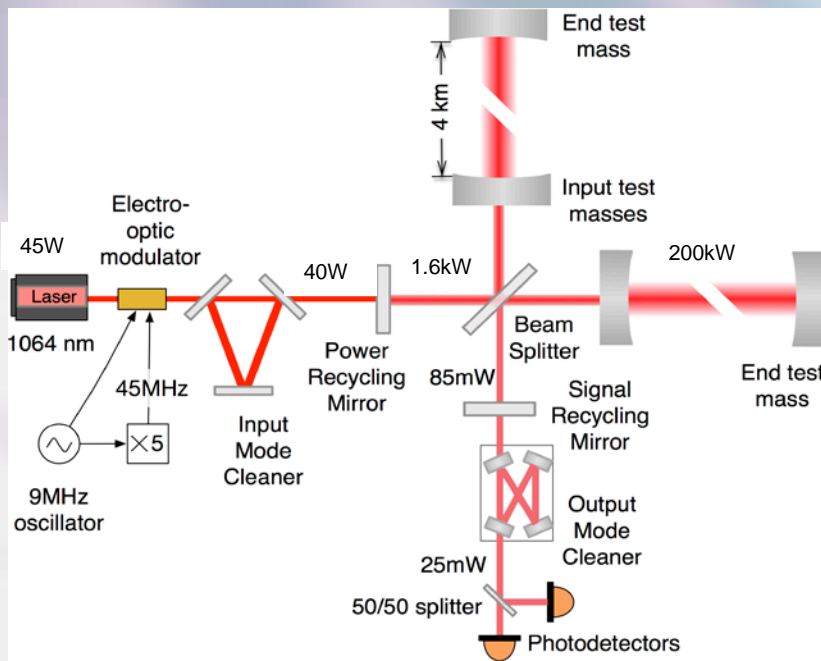 End test
mass
4 km
Input test
masses
Electro-
optic
modulator
45W
40W
1.6kW
200kW
Laser
1064 nm
Power
Recycling
Mirror
Beam
Splitter
End test
mass
45MHz
×5
9MHz
oscillator
Input
Mode
Cleaner
85mW
Signal
Recycling
Mirror
Output
Mode
Cleaner
25mW
50/50 splitter
Photodetectors